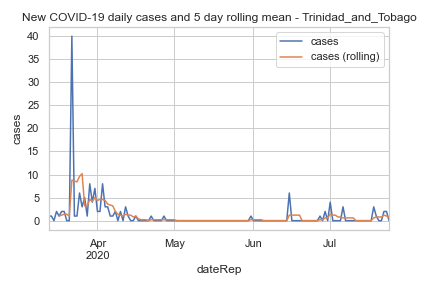 New COVID-19 daily cases and 5 day rolling mean - Trinidad_and_Tobago
cases
cases (rolling)
40
35
30
25
20
15
10
5
0
cases
Apr
2020
May
Jun
Jul
dateRep